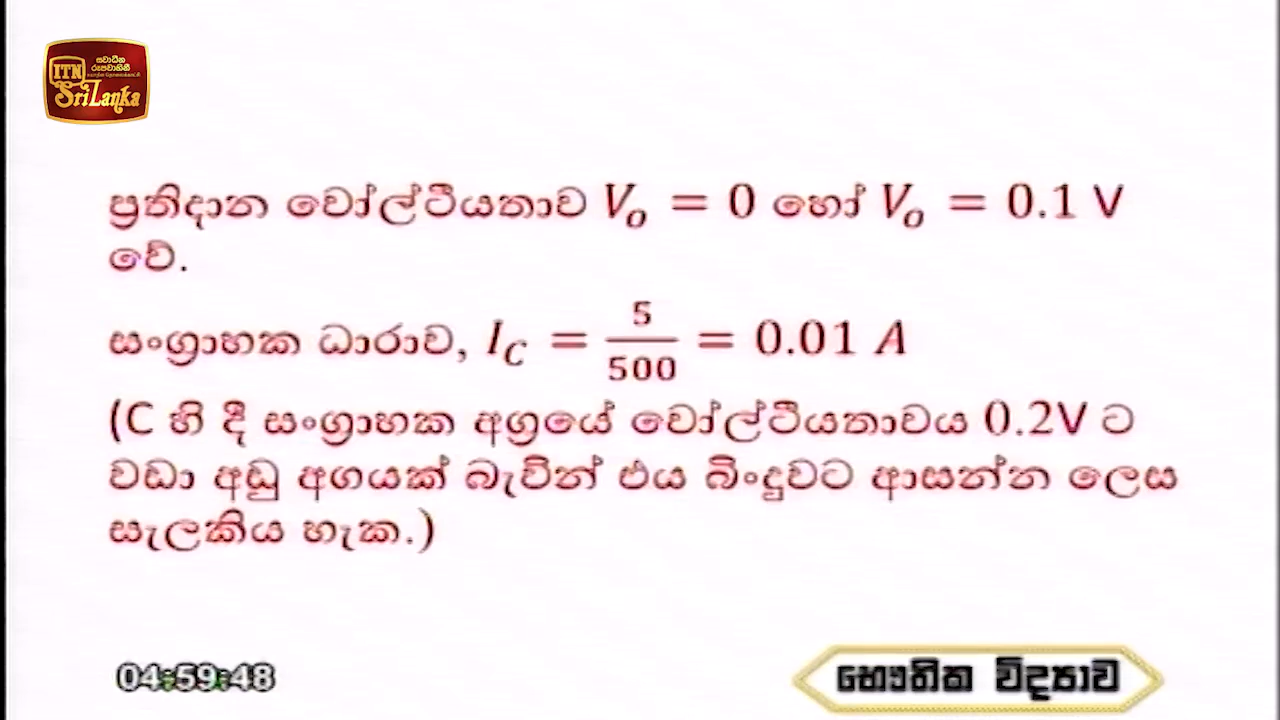 ස්වාධීන
රූපවාහිනී
ITN
Sri Lanka
ප්‍රතිදාන වෝල්ටීයතාව V₀ = 0 හෝ V₀ = 0.1 V
වේ.
සංග්‍රාහක ධාරාව, I_C = 5/500 = 0.01 A
(C හි දී සංග්‍රාහක අග්‍රයේ වෝල්ටීයතාවය 0.2V ට
වඩා අඩු අගයක් බැවින් එය බිංදුවට ආසන්න ලෙස
සැලකිය හැක.)
04:59:48
භෞතික විද්‍යාව